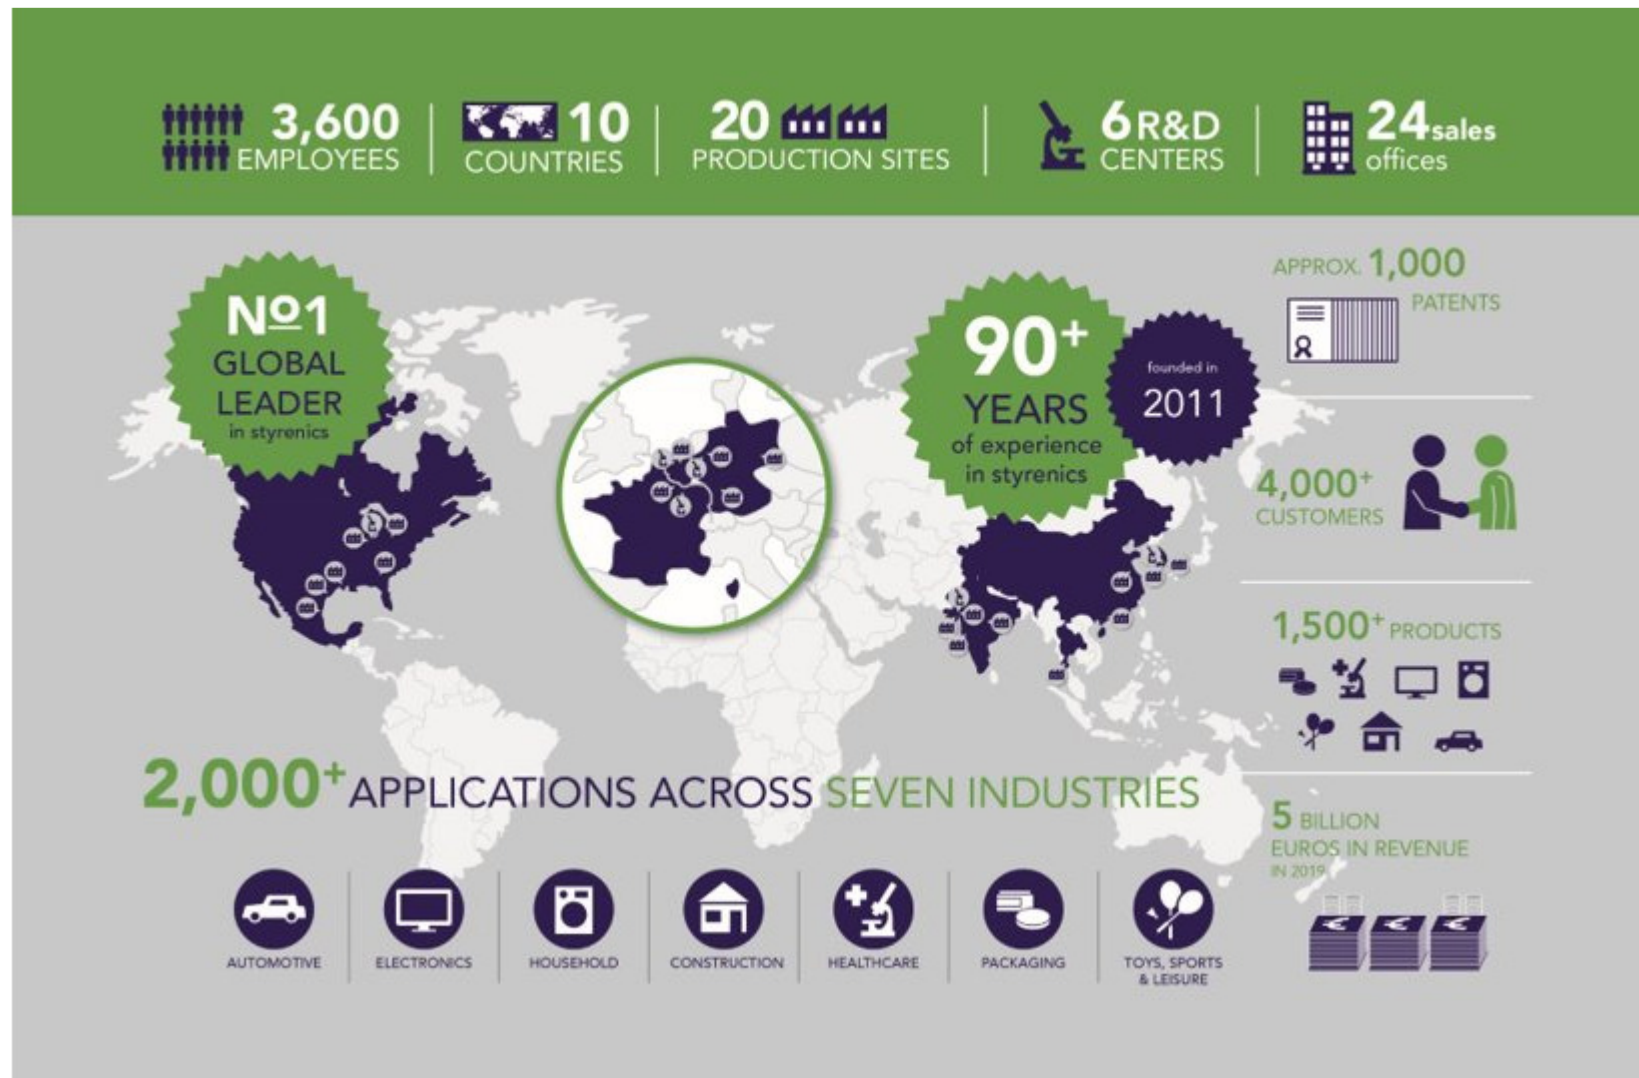 3,600
EMPLOYEES
10
COUNTRIES
20
PRODUCTION SITES
6 R&D
CENTERS
24 sales
offices
Nº1
GLOBAL
LEADER
in styrenics
90+
YEARS
of experience
in styrenics
founded in
2011
APPROX. 1,000
PATENTS
4,000+
CUSTOMERS
1,500+ PRODUCTS
5 BILLION
EUROS IN REVENUE
IN 2019
2,000+ APPLICATIONS ACROSS SEVEN INDUSTRIES
AUTOMOTIVE
ELECTRONICS
HOUSEHOLD
CONSTRUCTION
HEALTHCARE
PACKAGING
TOYS, SPORTS
& LEISURE